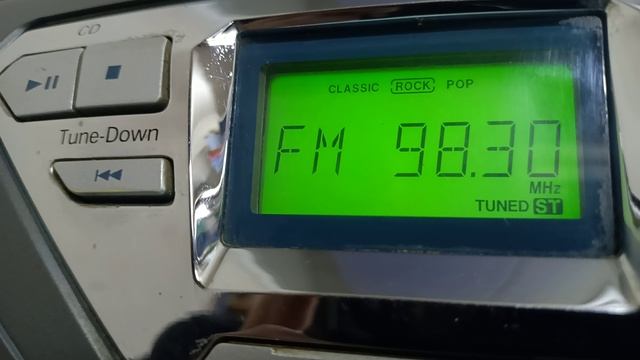 CD
Tune-Down
CLASSIC ROCK POP
FM 98.30
MHz
TUNED ST